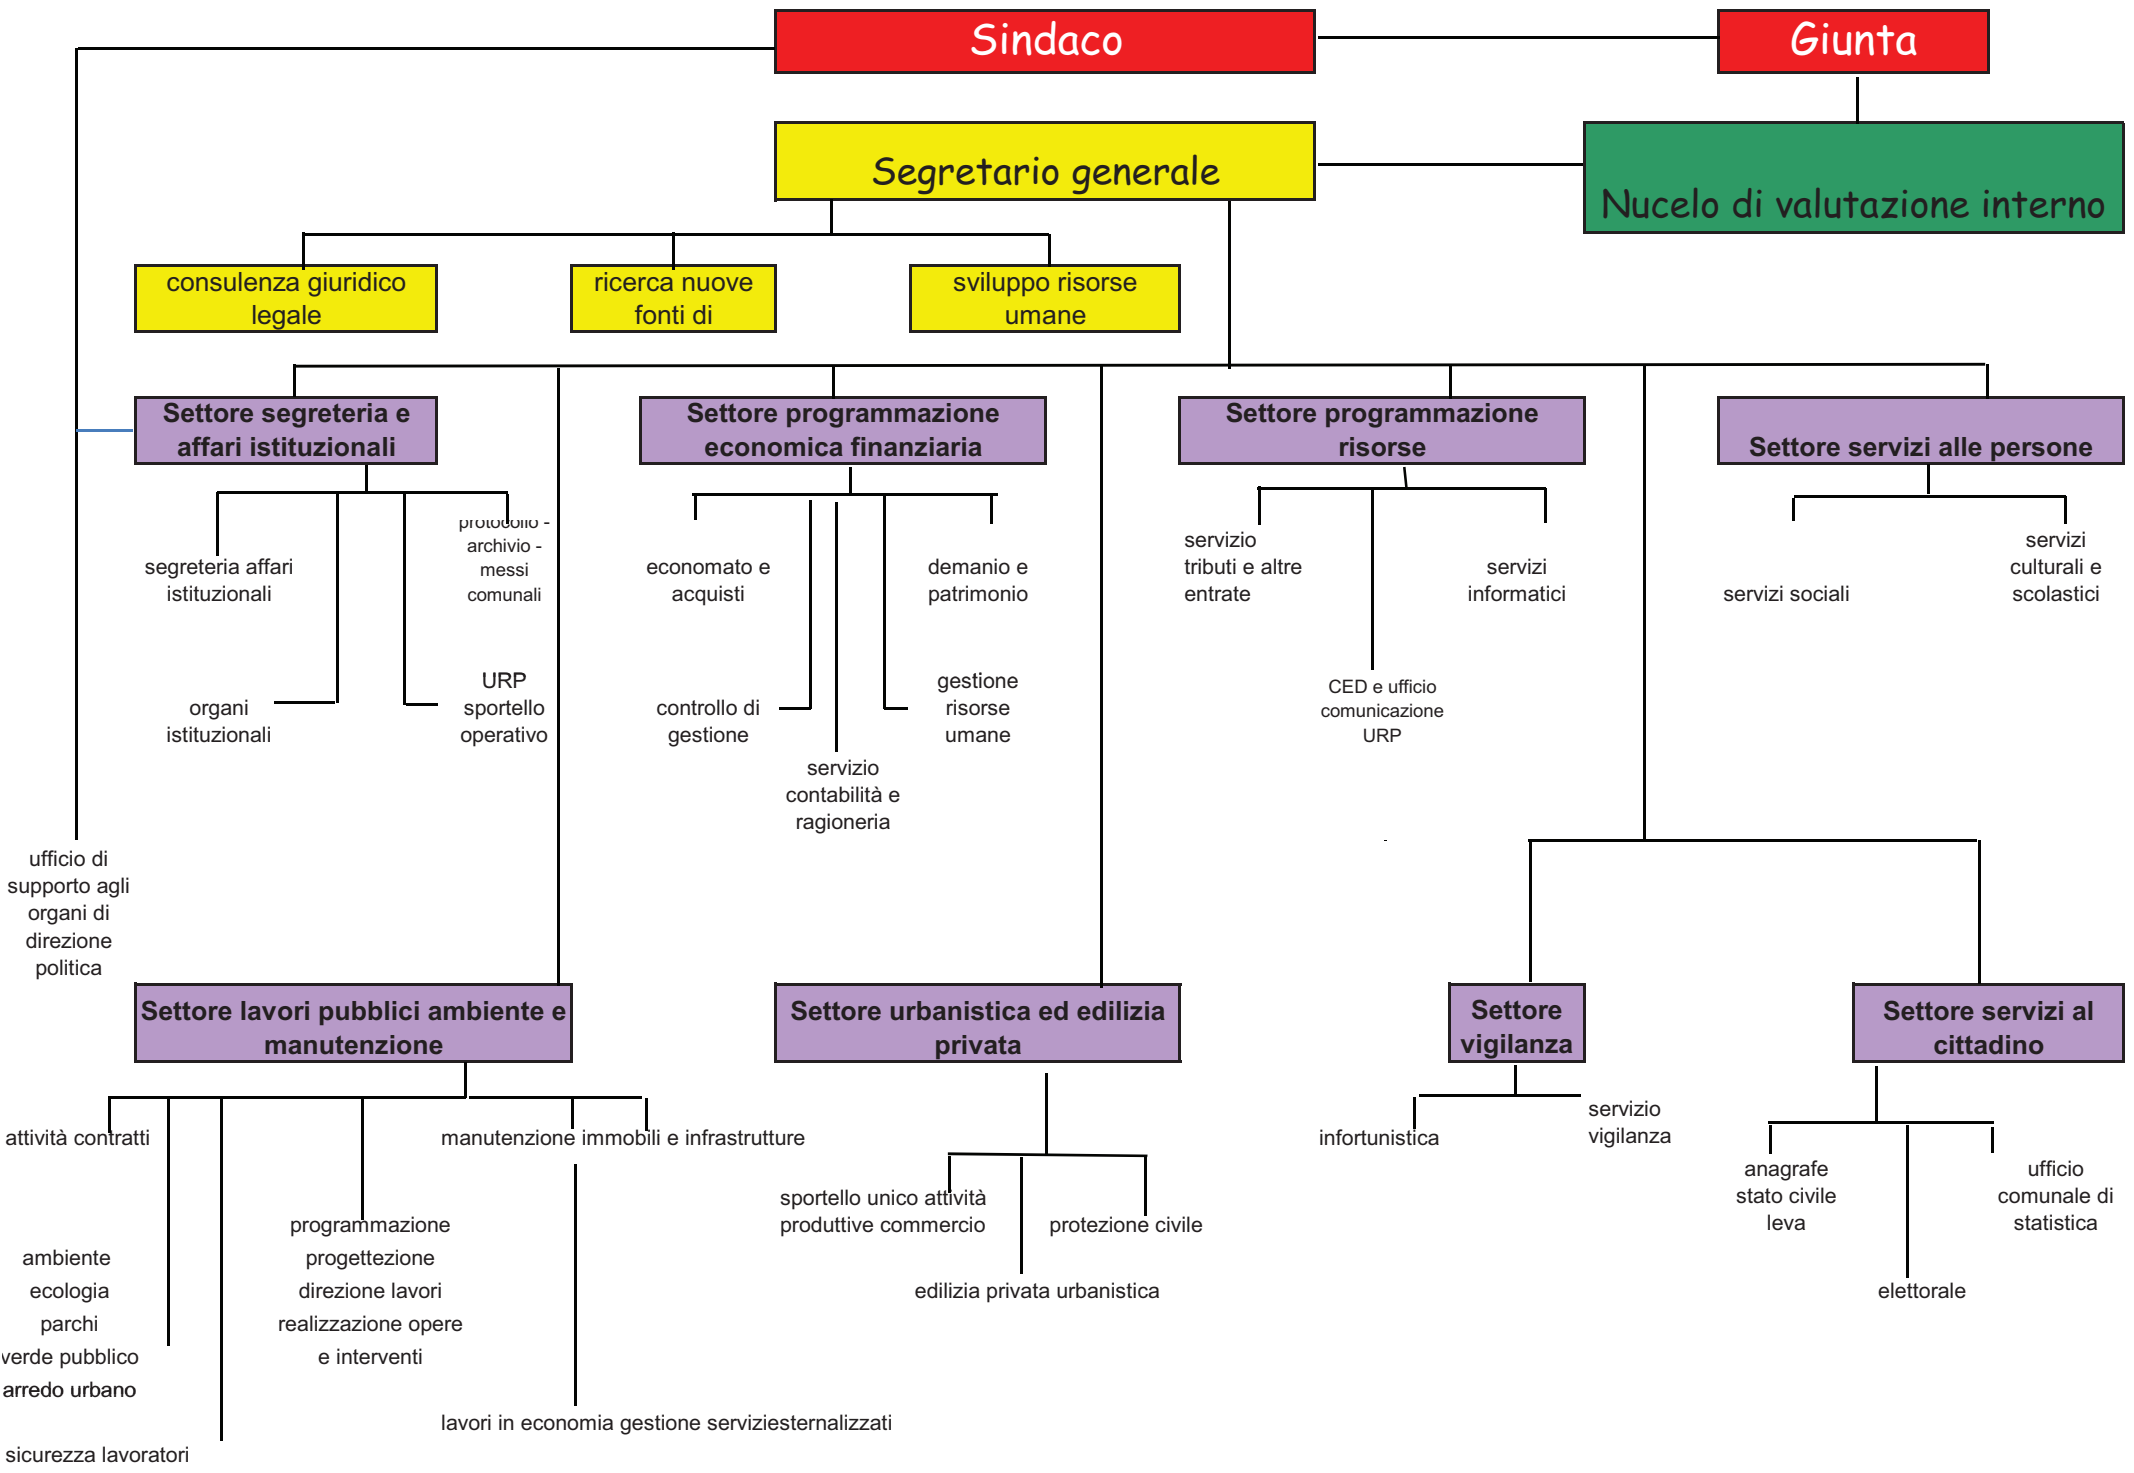 Sindaco
Giunta
Segretario generale
Nucelo di valutazione interno
consulenza giuridico
legale
ricerca nuove
fonti di
sviluppo risorse
umane
Settore segreteria e
affari istituzionali
Settore programmazione
economica finanziaria
Settore programmazione
risorse
Settore servizi alle persone
segreteria affari
istituzionali
protocollo -
archivio -
messi
comunali
economato e
acquisti
demanio e
patrimonio
servizio
tributi e altre
entrate
servizi
informatici
servizi sociali
servizi
culturali e
scolastici
organi
istituzionali
URP
sportello
operativo
controllo di
gestione
servizio
contabilità e
ragioneria
gestione
risorse
umane
CED e ufficio
comunicazione
URP
ufficio di
supporto agli
organi di
direzione
politica
Settore lavori pubblici ambiente e
manutenzione
Settore urbanistica ed edilizia
privata
Settore
vigilanza
Settore servizi al
cittadino
attività contratti
manutenzione immobili e infrastrutture
ambiente
ecologia
parchi
verde pubblico
arredo urbano
programmazione
progettezione
direzione lavori
realizzazione opere
e interventi
lavori in economia gestione serviziesternalizzati
sicurezza lavoratori
sportello unico attività
produttive commercio
protezione civile
edilizia privata urbanistica
infortunistica
servizio
vigilanza
anagrafe
stato civile
leva
ufficio
comunale di
statistica
elettorale